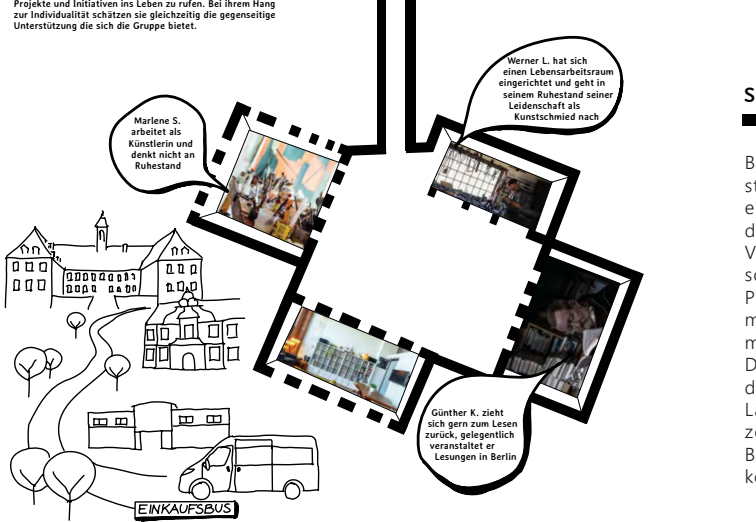 Projekte und Initiativen ins Leben zu rufen. Bei ihrem Hang
zur Individualität schätzen sie gleichzeitig die gegenseitige
Unterstützung die sich die Gruppe bietet.
Werner L. hat sich
einen Lebensarbeitsraum
eingerichtet und geht in
seinem Ruhestand seiner
Leidenschaft als
Kunstschmied nach
Marlene S.
arbeitet als
Künstlerin und
denkt nicht an
Ruhestand
Günther K. zieht
sich gern zum Lesen
zurück, gelegentlich
veranstaltet er
Lesungen in Berlin
EINKAUFSBUS